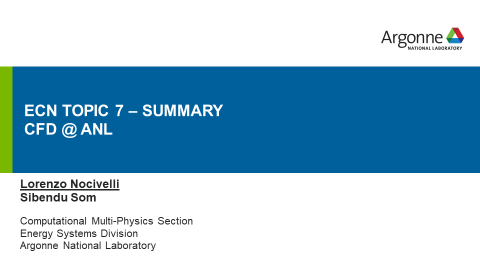 Argonne
NATIONAL LABORATORY
ECN TOPIC 7 – SUMMARY
CFD @ ANL
Lorenzo Nocivelli
Sibendu Som
Computational Multi-Physics Section
Energy Systems Division
Argonne National Laboratory